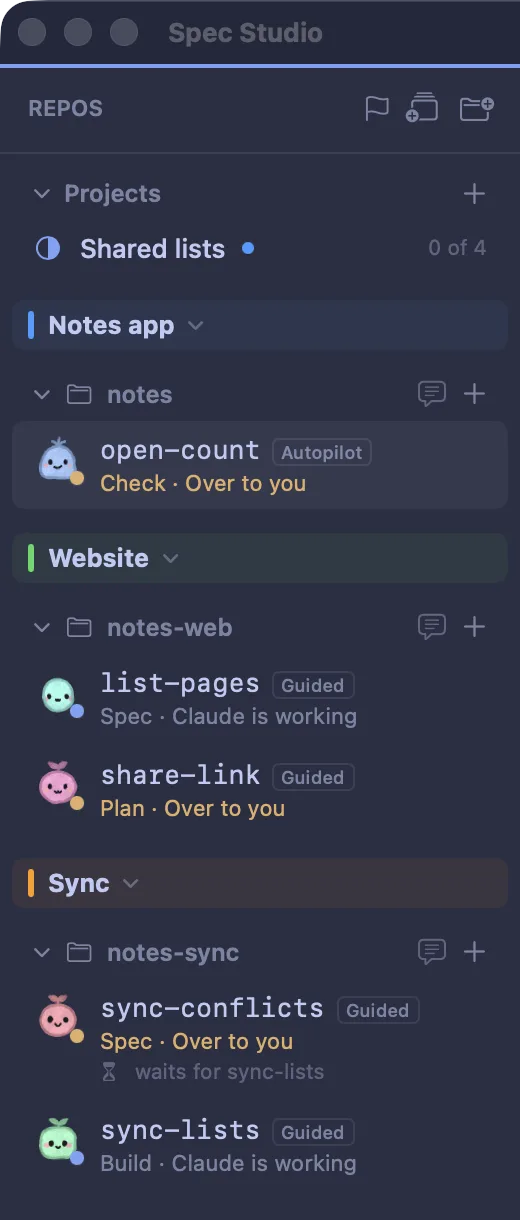 Spec Studio
REPOS
Projects
Shared lists
0 of 4
Notes app
notes
open-count Autopilot
Check · Over to you
Website
notes-web
list-pages Guided
Spec · Claude is working
share-link Guided
Plan · Over to you
Sync
notes-sync
sync-conflicts Guided
Spec · Over to you
waits for sync-lists
sync-lists Guided
Build · Claude is working